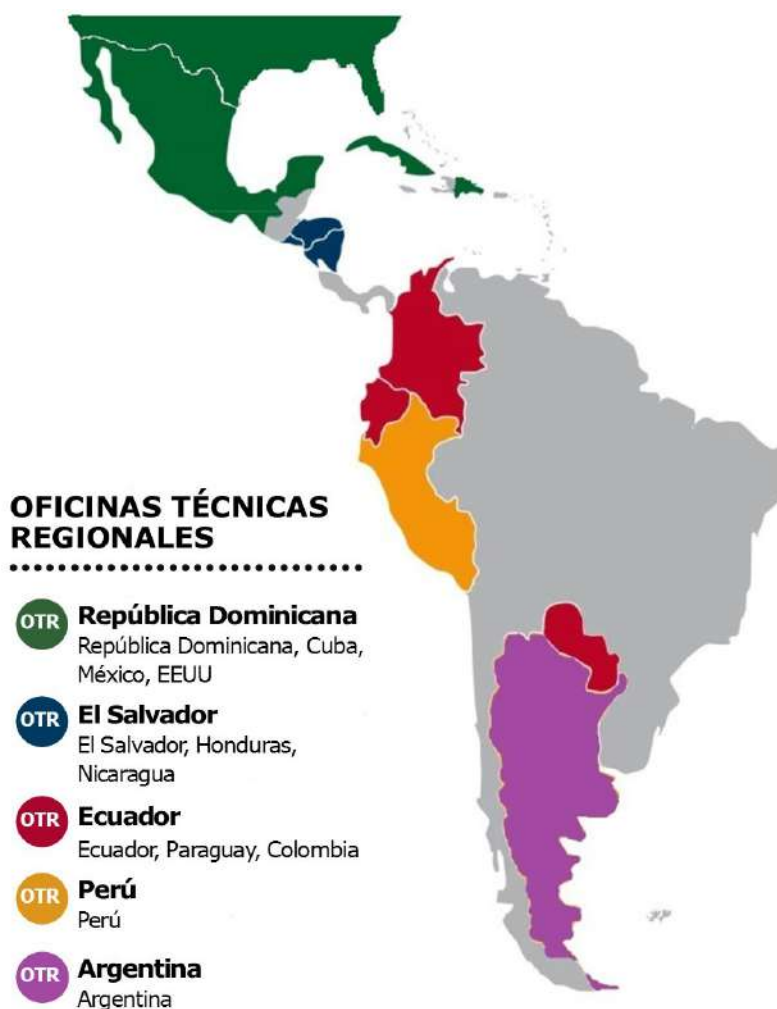 OFICINAS TÉCNICAS
REGIONALES
OTR República Dominicana
República Dominicana, Cuba,
México, EEUU
OTR El Salvador
El Salvador, Honduras,
Nicaragua
OTR Ecuador
Ecuador, Paraguay, Colombia
OTR Perú
Perú
OTR Argentina
Argentina